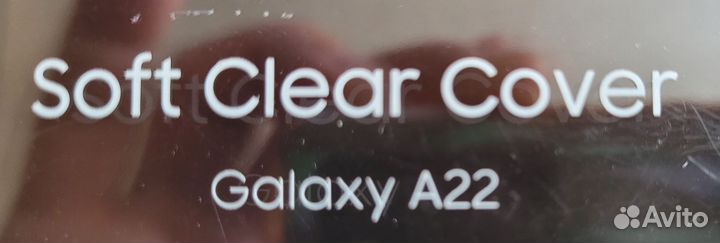 Soft Clear Cover
Galaxy A22
Avito